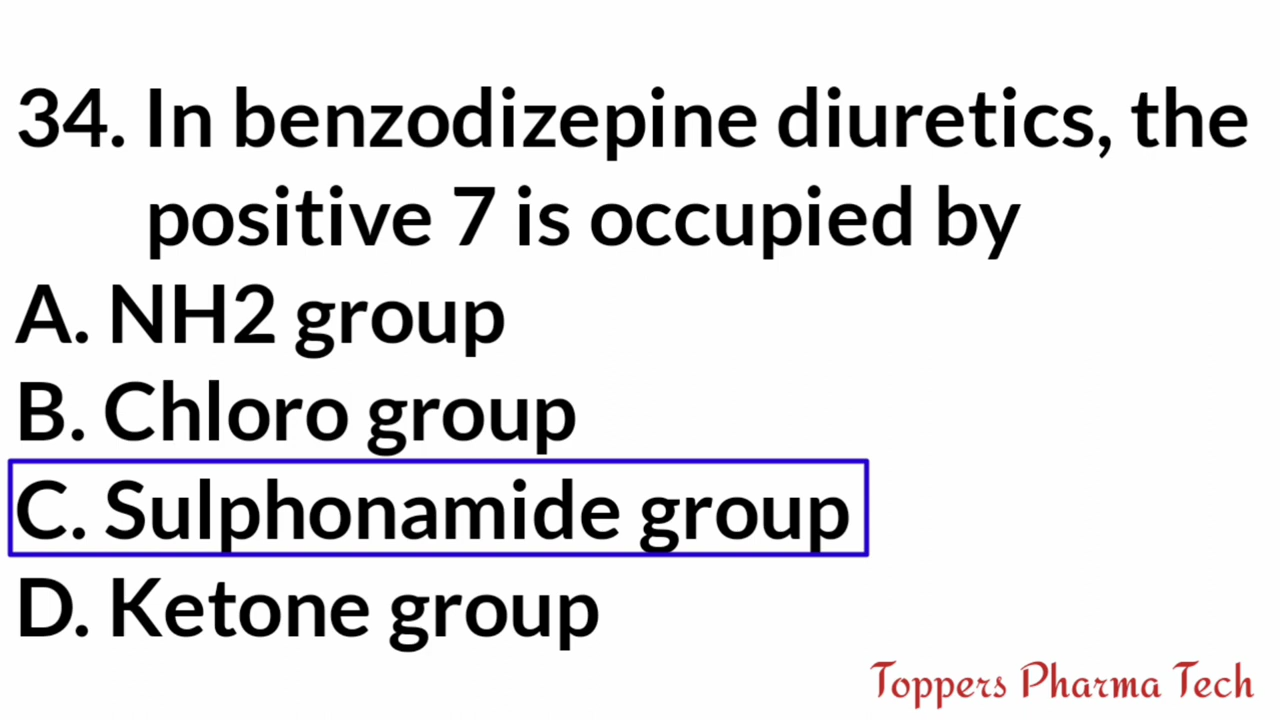 34. In benzodizepine diuretics, the
positive 7 is occupied by
A. NH2 group
B. Chloro group
C. Sulphonamide group
D. Ketone group
Toppers Pharma Tech